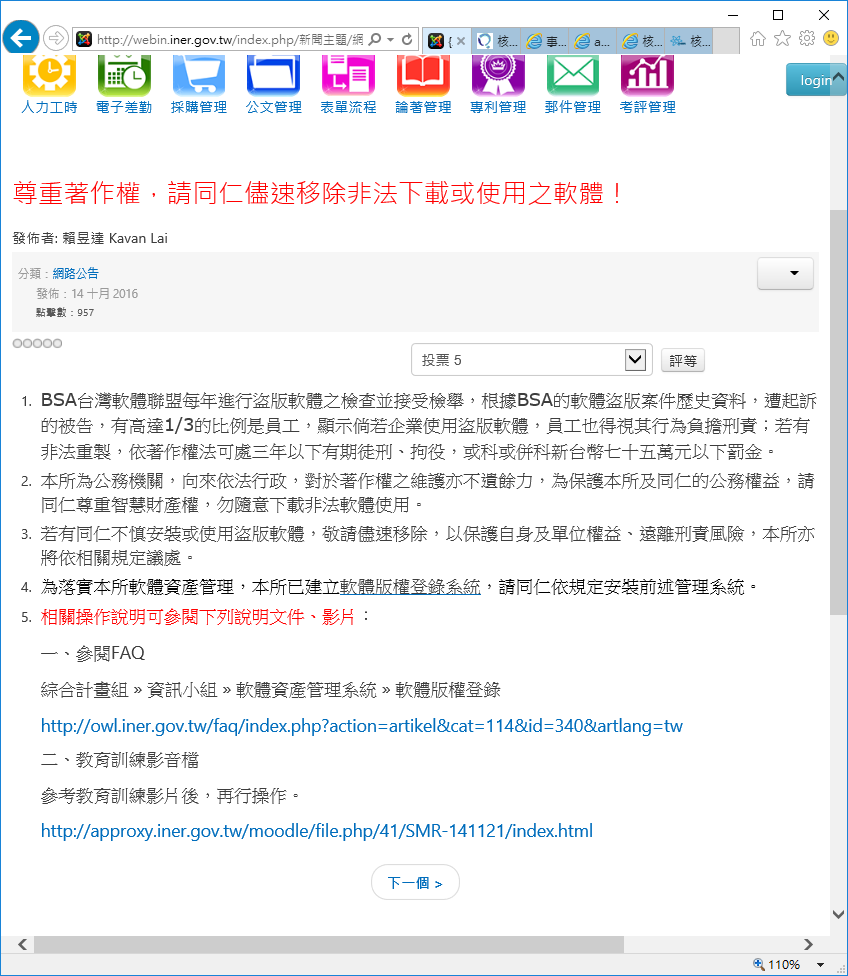 http://webin.iner.gov.tw/index.php/新聞主題/網
{
核...
事...
a...
核...
核...
人力工時
電子差勤
採購管理
公文管理
表單流程
論著管理
專利管理
郵件管理
考評管理
login
尊重著作權，請同仁儘速移除非法下載或使用之軟體！
發佈者: 賴昱達 Kavan Lai
分類：網路公告
發佈：14 十月 2016
點擊數：957
投票 5
評等
1. BSA台灣軟體聯盟每年進行盜版軟體之檢查並接受檢舉，根據BSA的軟體盜版案件歷史資料，遭起訴
的被告，有高達1/3的比例是員工，顯示倘若企業使用盜版軟體，員工也得視其行為負擔刑責；若有
非法重製，依著作權法可處三年以下有期徒刑、拘役，或科或併科新台幣七十五萬元以下罰金。
2. 本所為公務機關，向來依法行政，對於著作權之維護亦不遺餘力，為保護本所及同仁的公務權益，請
同仁尊重智慧財產權，勿隨意下載非法軟體使用。
3. 若有同仁不慎安裝或使用盜版軟體，敬請儘速移除，以保護自身及單位權益、遠離刑責風險，本所亦
將依相關規定議處。
4. 為落實本所軟體資產管理，本所已建立軟體版權登錄系統，請同仁依規定安裝前述管理系統。
5. 相關操作說明可參閱下列說明文件、影片：
一、參閱FAQ
綜合計畫組 » 資訊小組 » 軟體資產管理系統 » 軟體版權登錄
http://owl.iner.gov.tw/faq/index.php?action=artikel&cat=114&id=340&artlang=tw
二、教育訓練影音檔
參考教育訓練影片後，再行操作。
http://approxy.iner.gov.tw/moodle/file.php/41/SMR-141121/index.html
下一個 >
110%